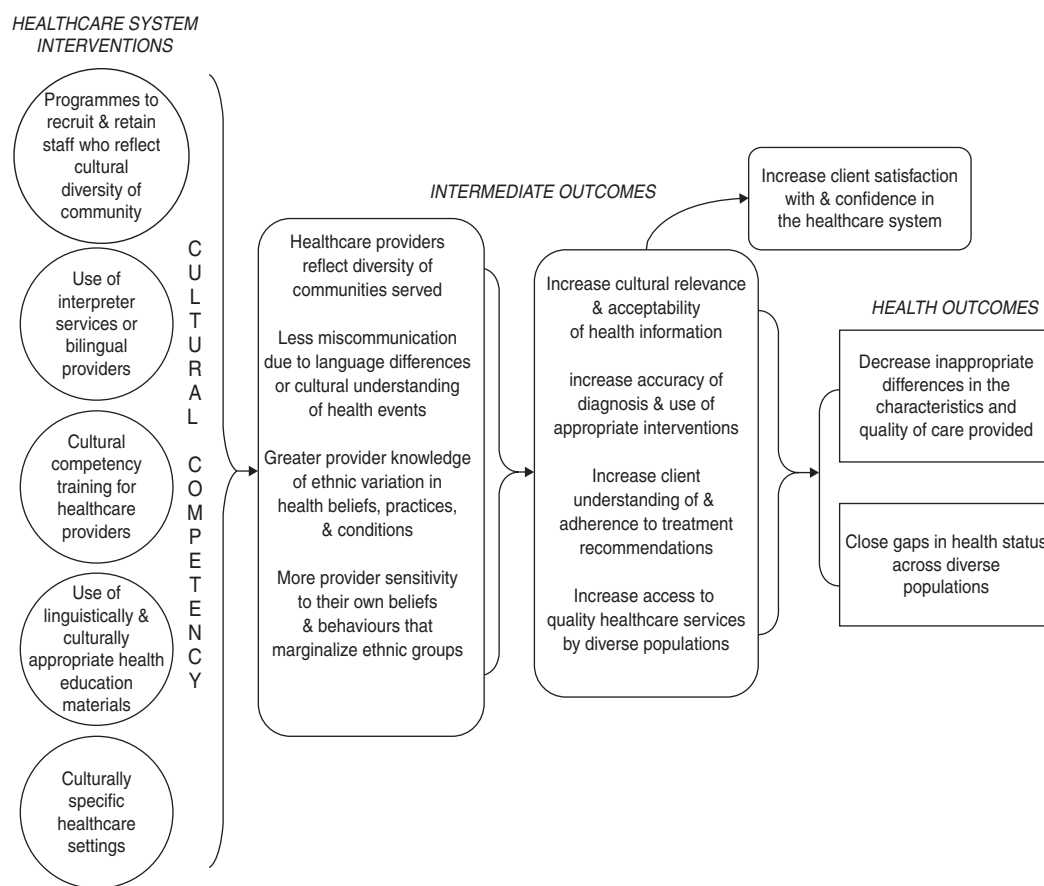 HEALTHCARE SYSTEM
INTERVENTIONS
Programmes to
recruit & retain
staff who reflect
cultural
diversity of
community
Use of
interpreter
services or
bilingual
providers
Cultural
competency
training for
healthcare
providers
Use of
linguistically &
culturally
appropriate health
education
materials
Culturally
specific
healthcare
settings
CULTURAL COMPETENCY
INTERMEDIATE OUTCOMES
Healthcare providers
reflect diversity of
communities served
Less miscommunication
due to language differences
or cultural understanding
of health events
Greater provider knowledge
of ethnic variation in
health beliefs, practices,
& conditions
More provider sensitivity
to their own beliefs
& behaviours that
marginalize ethnic groups
Increase cultural relevance
& acceptability
of health information
increase accuracy of
diagnosis & use of
appropriate interventions
Increase client
understanding of &
adherence to treatment
recommendations
Increase access to
quality healthcare services
by diverse populations
Increase client satisfaction
with & confidence in
the healthcare system
HEALTH OUTCOMES
Decrease inappropriate
differences in the
characteristics and
quality of care provided
Close gaps in health status
across diverse
populations